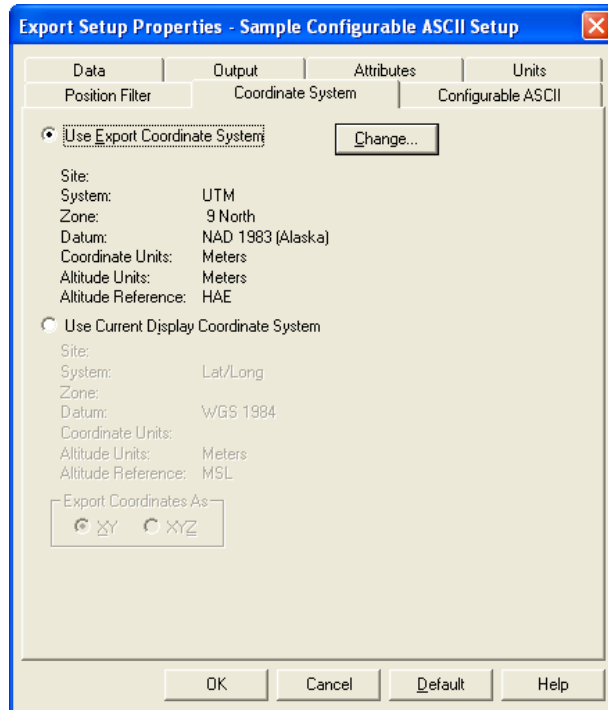 Export Setup Properties - Sample Configurable ASCII Setup
Data Output Attributes Units
Position Filter Coordinate System Configurable ASCII
Use Export Coordinate System Change...
Site:
System: UTM
Zone: 9 North
Datum: NAD 1983 (Alaska)
Coordinate Units: Meters
Altitude Units: Meters
Altitude Reference: HAE
Use Current Display Coordinate System
Site:
System: Lat/Long
Zone:
Datum: WGS 1984
Coordinate Units:
Altitude Units: Meters
Altitude Reference: MSL
Export Coordinates As
XY XYZ
OK Cancel Default Help